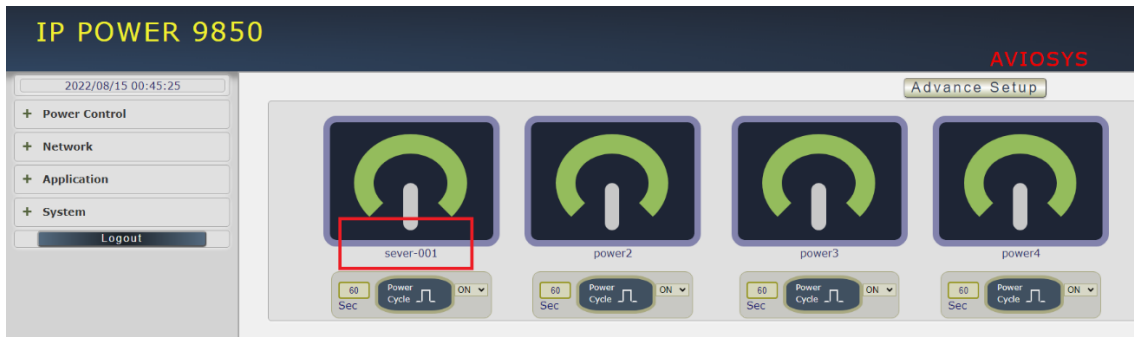 IP POWER 9850
AVIOSYS
2022/08/15 00:45:25
+ Power Control
+ Network
+ Application
+ System
Logout
Advance Setup
sever-001
power2
power3
power4
60 Power Cycle ON
Sec
60 Power Cycle ON
Sec
60 Power Cycle ON
Sec
60 Power Cycle ON
Sec